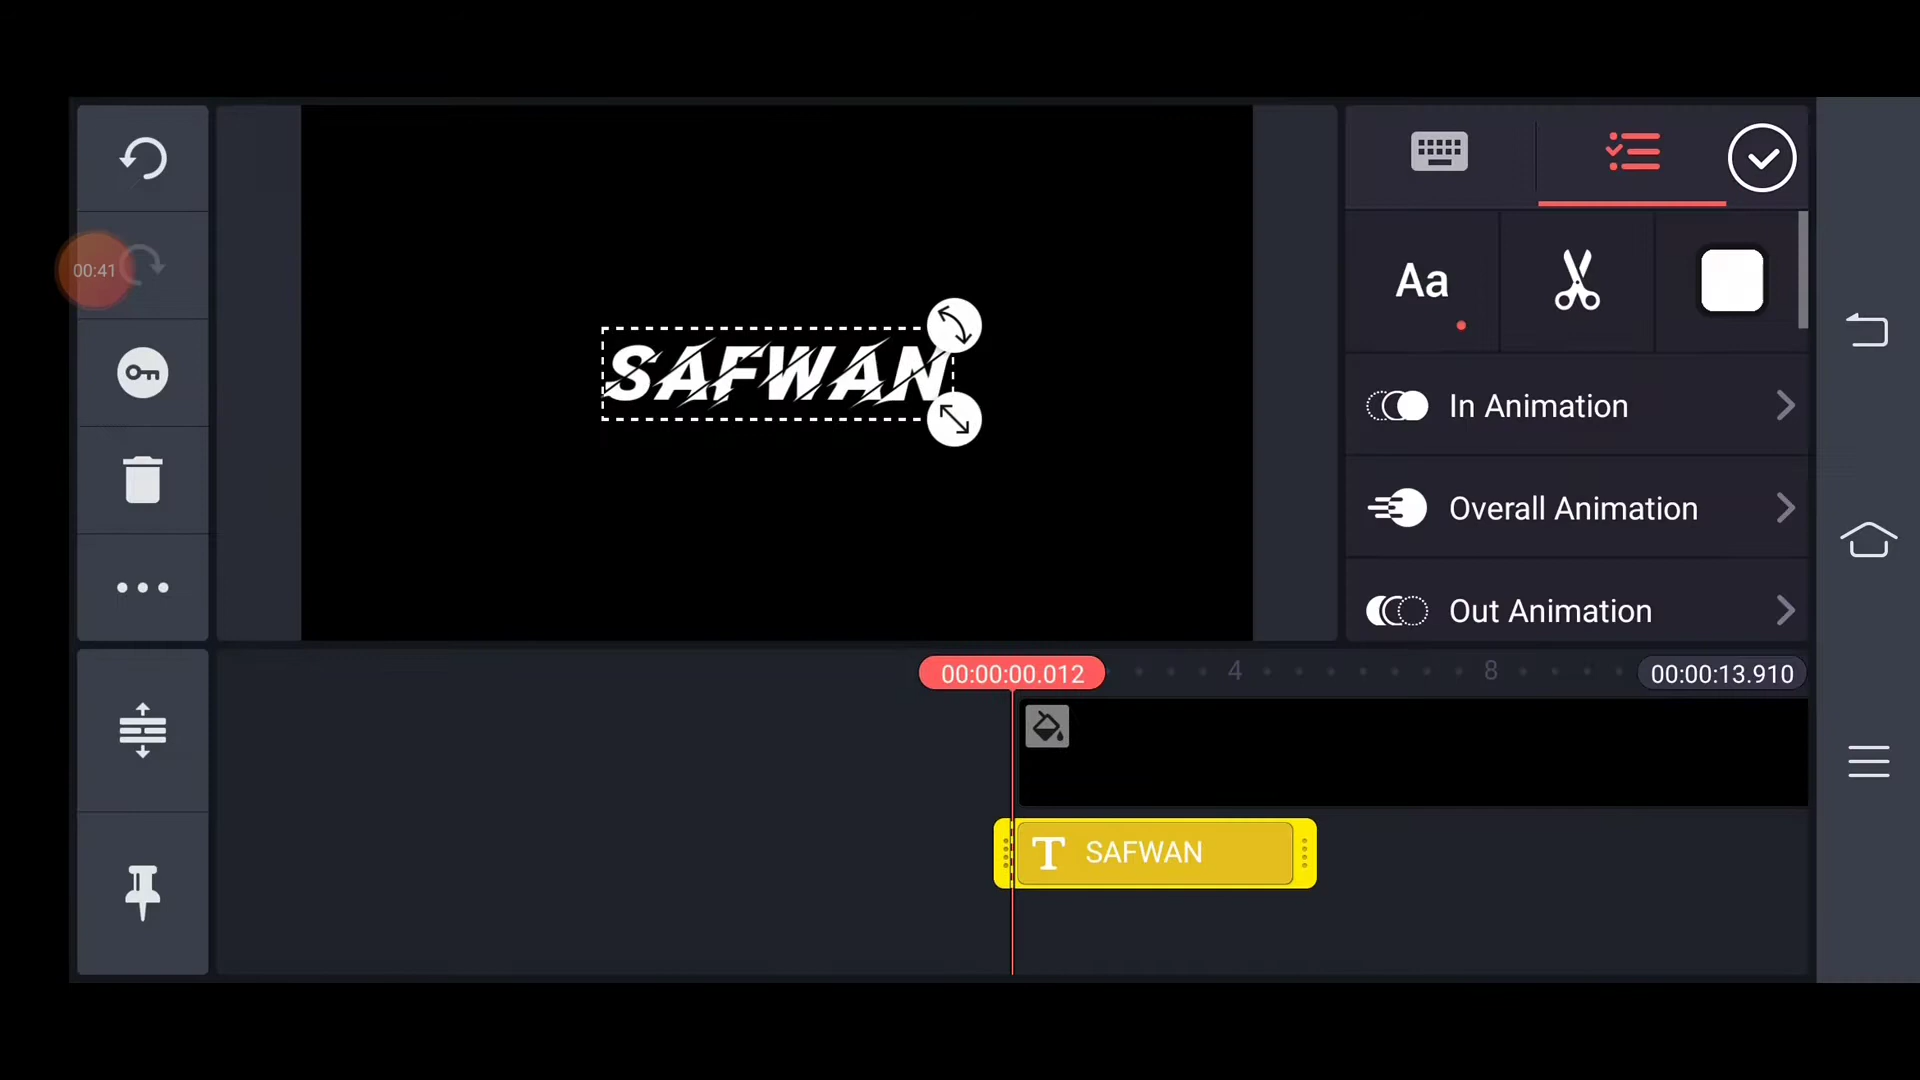 00:41
SAFWAN
Aa
In Animation
Overall Animation
Out Animation
00:00:00.012
4
8
00:00:13.910
T SAFWAN